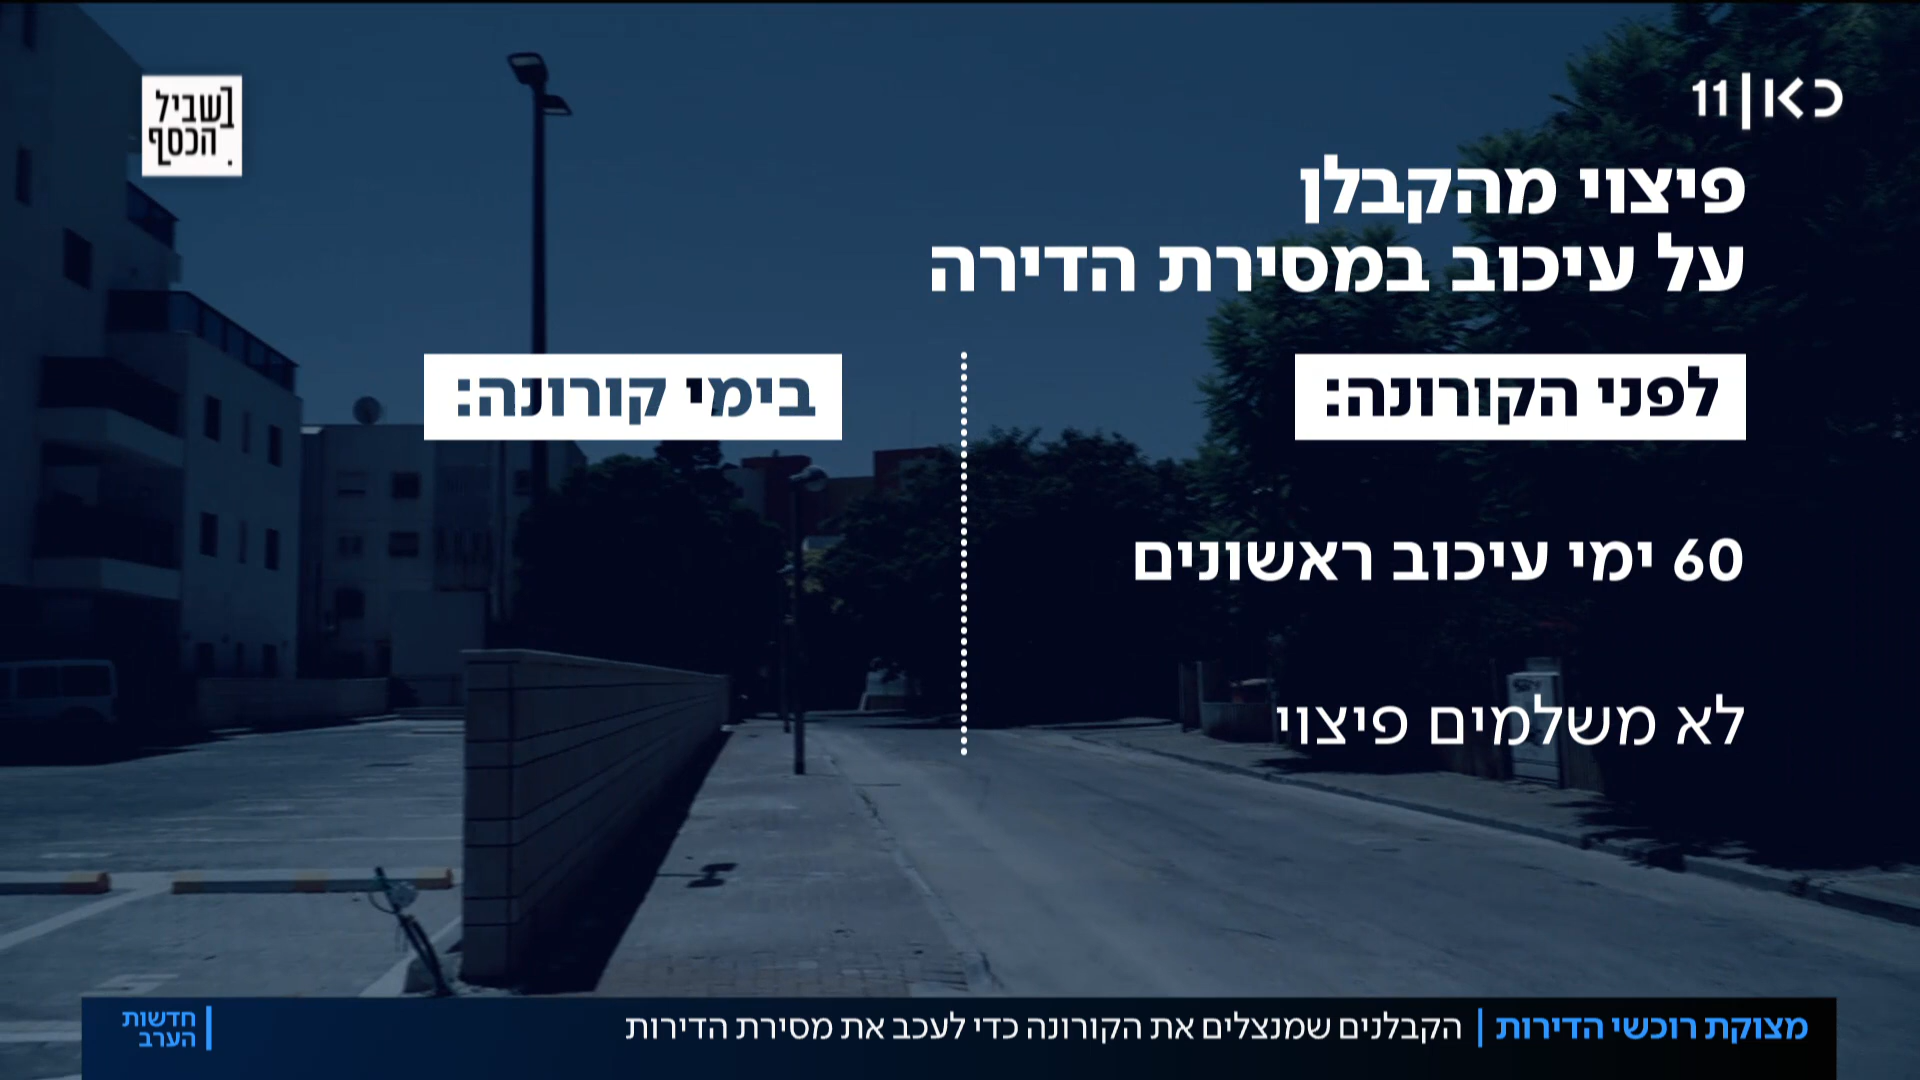 כאן|11
בשביל
הכסף.
פיצוי מהקבלן
על עיכוב במסירת הדירה
לפני הקורונה:
60 ימי עיכוב ראשונים
לא משלמים פיצוי
בימי קורונה:
מצוקת רוכשי הדירות | הקבלנים שמנצלים את הקורונה כדי לעכב את מסירת הדירות
חדשות
הערב